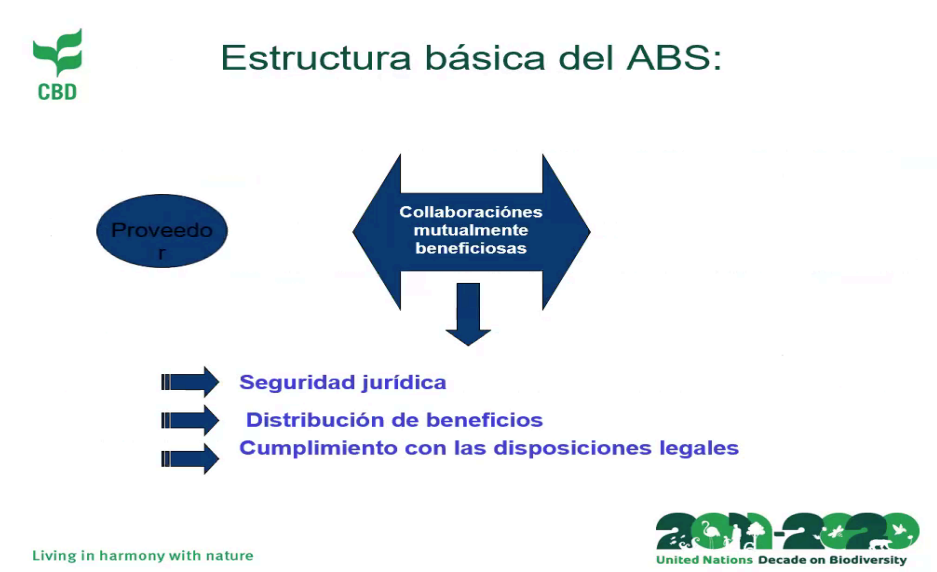 CBD
Estructura básica del ABS:
Proveedo
r
Collaboraciónes
mutualmente
beneficiosas
Seguridad jurídica
Distribución de beneficios
Cumplimiento con las disposiciones legales
Living in harmony with nature
2011-2020
United Nations Decade on Biodiversity